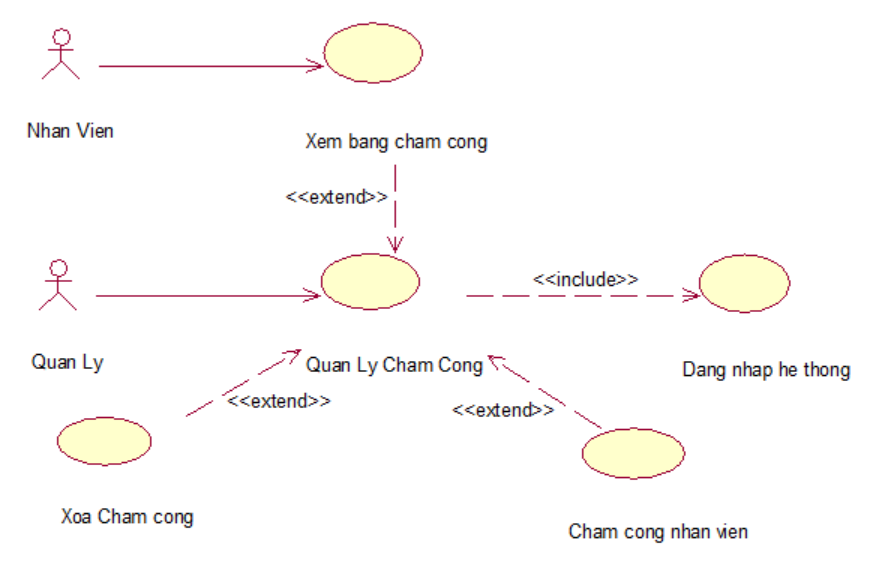 Nhan Vien
Xem bang cham cong
<<extend>>
<<include>>
Quan Ly
Quan Ly Cham Cong
Dang nhap he thong
<<extend>>
<<extend>>
Xoa Cham cong
Cham cong nhan vien